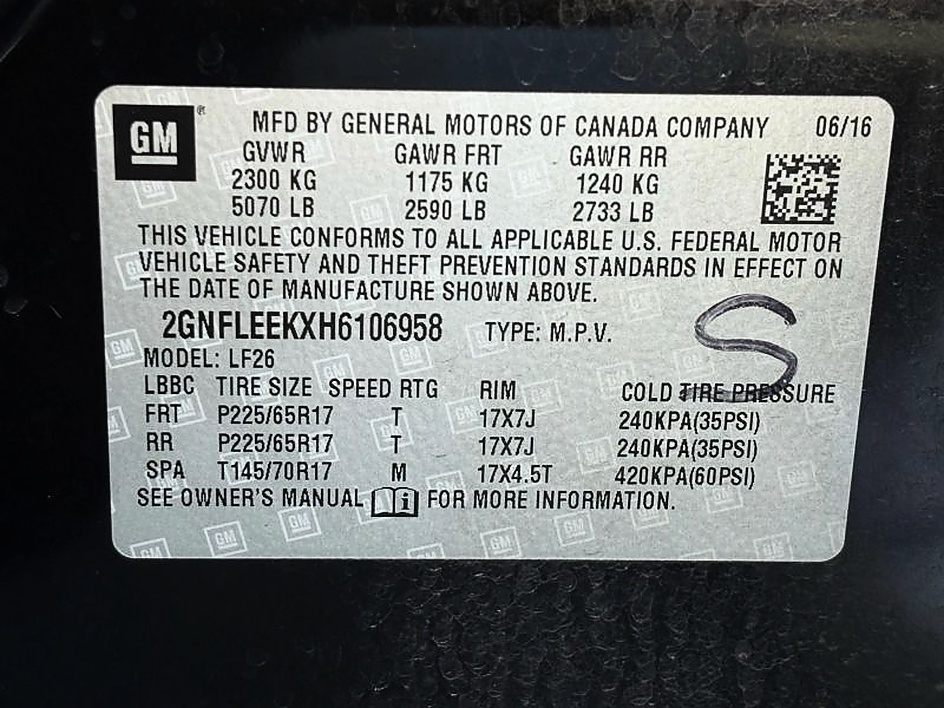 GM ® MFD BY GENERAL MOTORS OF CANADA COMPANY 06/16
GVWR GAWR FRT GAWR RR
2300 KG 1175 KG 1240 KG
5070 LB 2590 LB 2733 LB
THIS VEHICLE CONFORMS TO ALL APPLICABLE U.S. FEDERAL MOTOR
VEHICLE SAFETY AND THEFT PREVENTION STANDARDS IN EFFECT ON
THE DATE OF MANUFACTURE SHOWN ABOVE.
2GNFLEEKXH6106958 TYPE: M.P.V.
S
MODEL: LF26
LBBC TIRE SIZE SPEED RTG RIM COLD TIRE PRESSURE
FRT P225/65R17 T 17X7J 240KPA(35PSI)
RR P225/65R17 T 17X7J 240KPA(35PSI)
SPA T145/70R17 M 17X4.5T 420KPA(60PSI)
SEE OWNER'S MANUAL i FOR MORE INFORMATION.